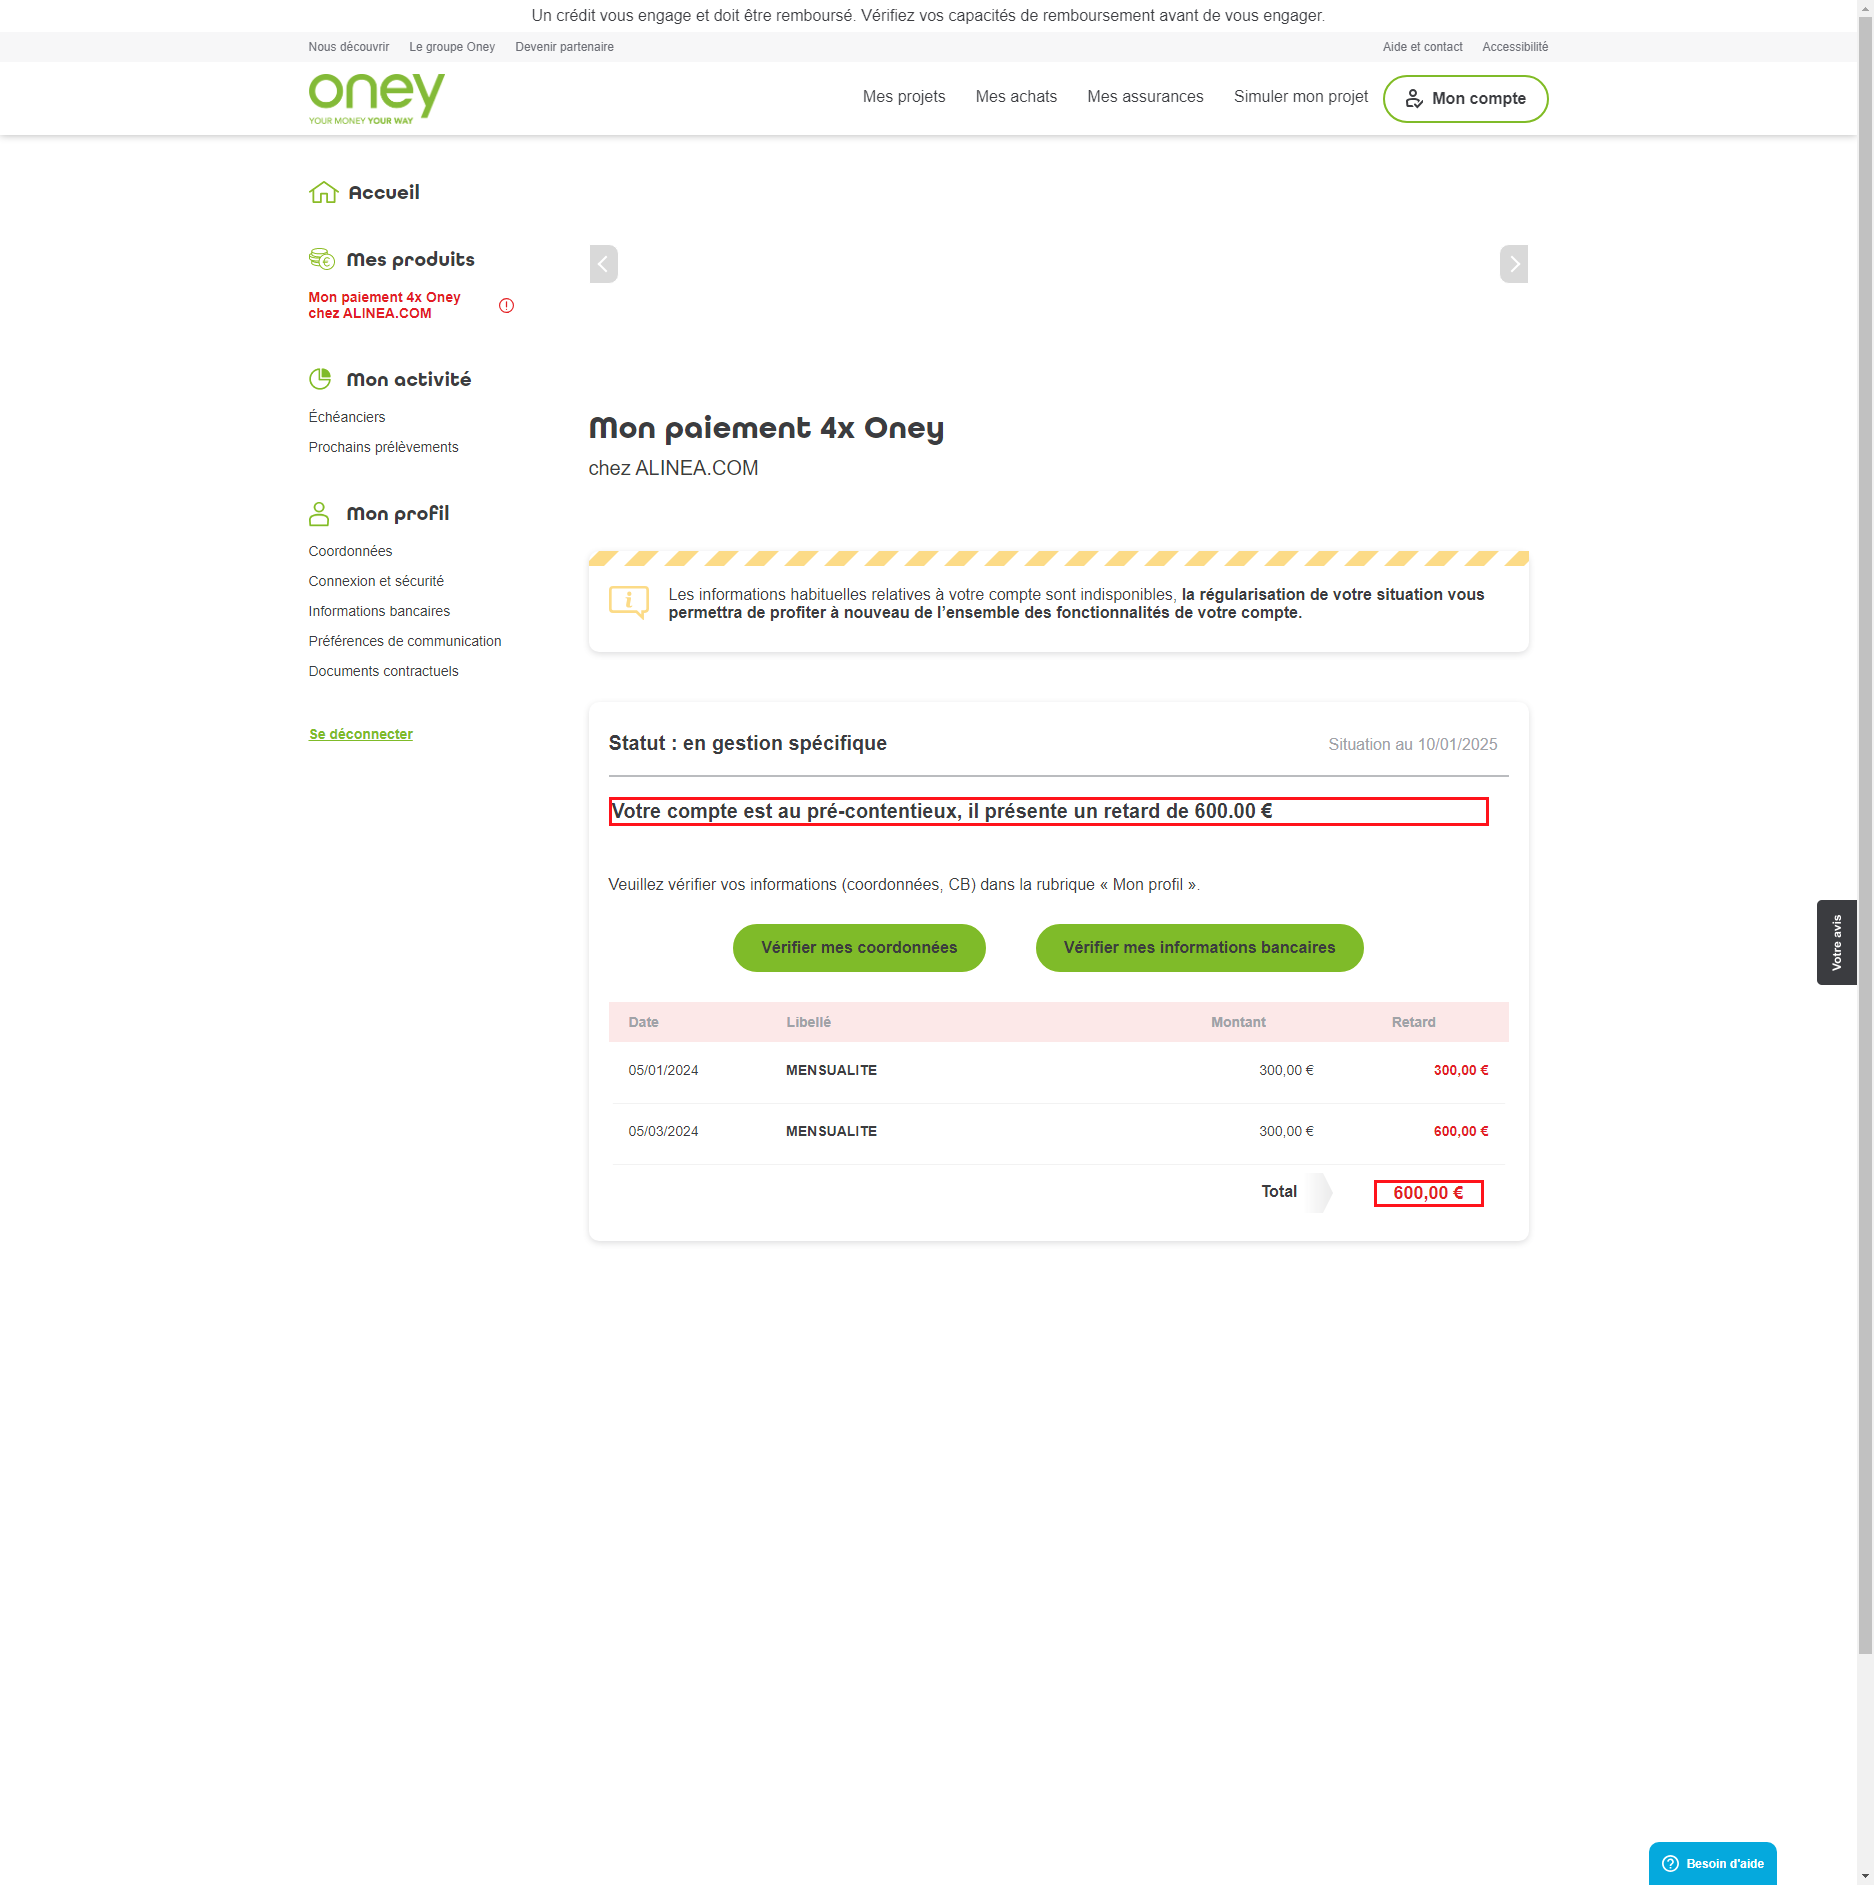 Un crédit vous engage et doit être remboursé. Vérifiez vos capacités de remboursement avant de vous engager.
Nous découvrir Le groupe Oney Devenir partenaire Aide et contact Accessibilité
oney
YOUR MONEY YOUR WAY
Mes projets Mes achats Mes assurances Simuler mon projet Mon compte
Accueil
Mes produits
Mon paiement 4x Oney
chez ALINEA.COM
Mon activité
Échéanciers
Prochains prélèvements
Mon profil
Coordonnées
Connexion et sécurité
Informations bancaires
Préférences de communication
Documents contractuels
Se déconnecter
Mon paiement 4x Oney
chez ALINEA.COM
Les informations habituelles relatives à votre compte sont indisponibles, la régularisation de votre situation vous
permettra de profiter à nouveau de l’ensemble des fonctionnalités de votre compte.
Statut : en gestion spécifique Situation au 10/01/2025
Votre compte est au pré-contentieux, il présente un retard de 600.00 €
Veuillez vérifier vos informations (coordonnées, CB) dans la rubrique « Mon profil ».
Vérifier mes coordonnées Vérifier mes informations bancaires
Date Libellé Montant Retard
05/01/2024 MENSUALITE 300,00 € 300,00 €
05/03/2024 MENSUALITE 300,00 € 600,00 €
Total 600,00 €
Votre avis
Besoin d'aide